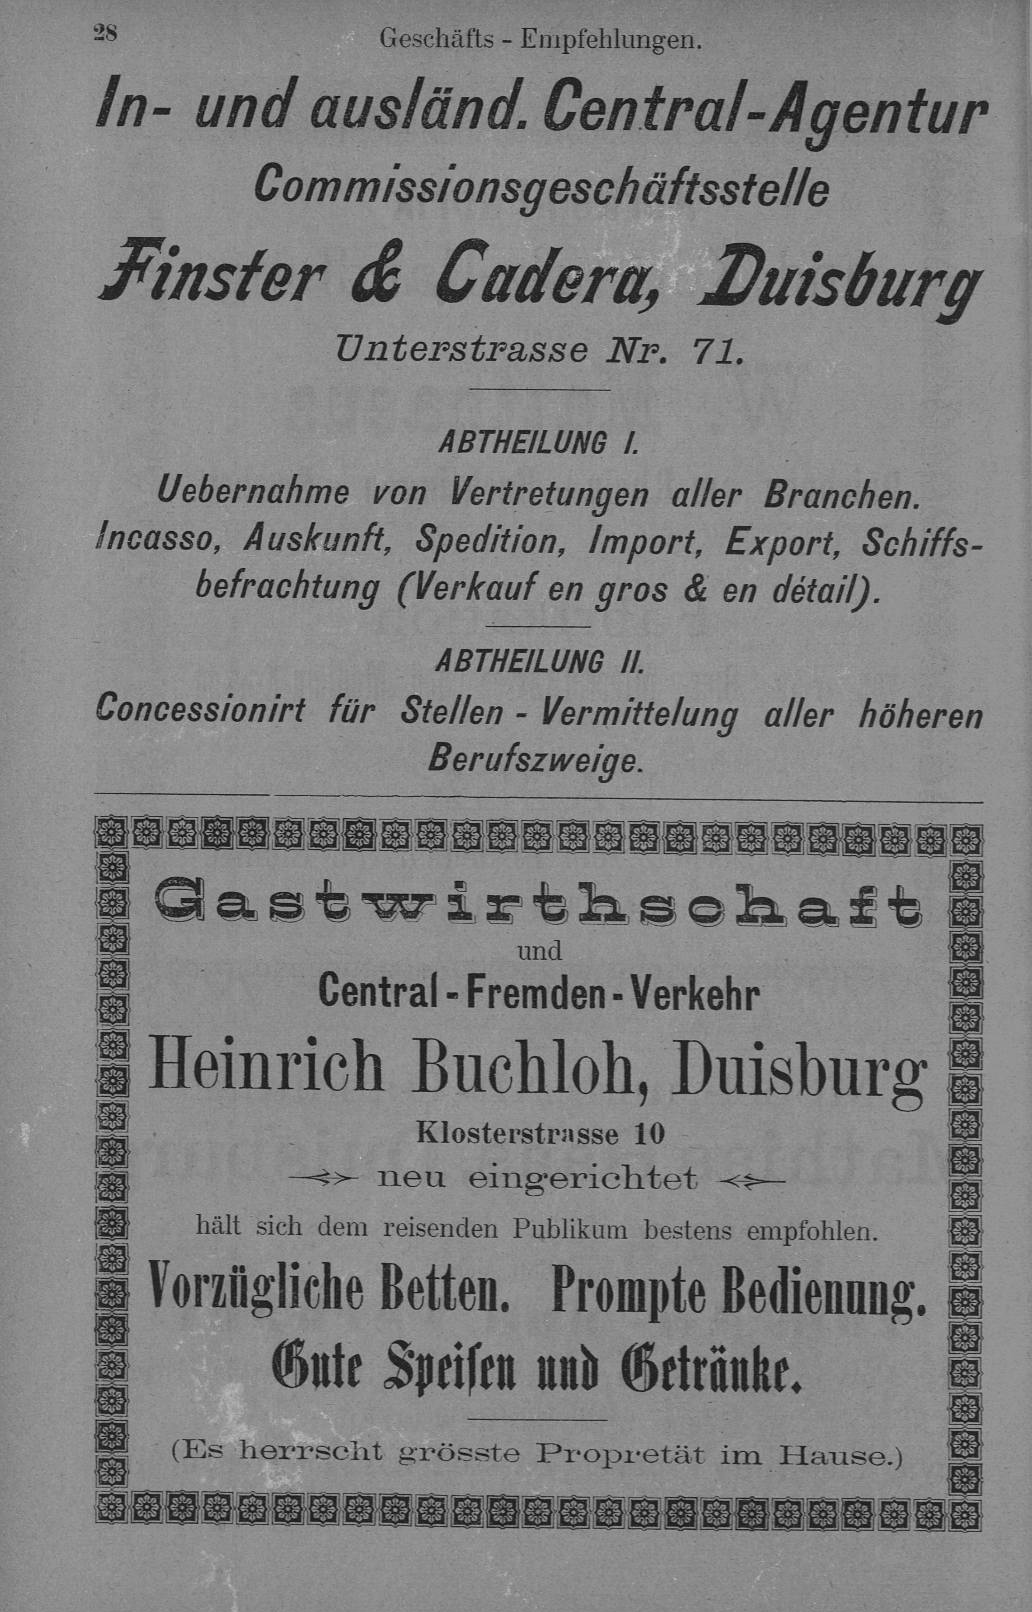 28
Geschäfts - Empfehlungen.
In- und ausländ. Central-Agentur
Commissionsgeschäftsstelle
Finster & Cadera, Duisburg
Unterstrasse Nr. 71.
ABTHEILUNG I.
Uebernahme von Vertretungen aller Branchen.
Incasso, Auskunft, Spedition, Import, Export, Schiffs-
befrachtung (Verkauf en gros & en détail).
ABTHEILUNG II.
Concessionirt für Stellen - Vermittelung aller höheren
Berufszweige.
Gastwirthschaft
und
Central - Fremden - Verkehr
Heinrich Buchloh, Duisburg
Klosterstrasse 10
neu eingerichtet
hält sich dem reisenden Publikum bestens empfohlen.
Vorzügliche Betten. Prompte Bedienung.
Gute Speiſen und Getränke.
(Es herrscht grösste Propretät im Hause.)